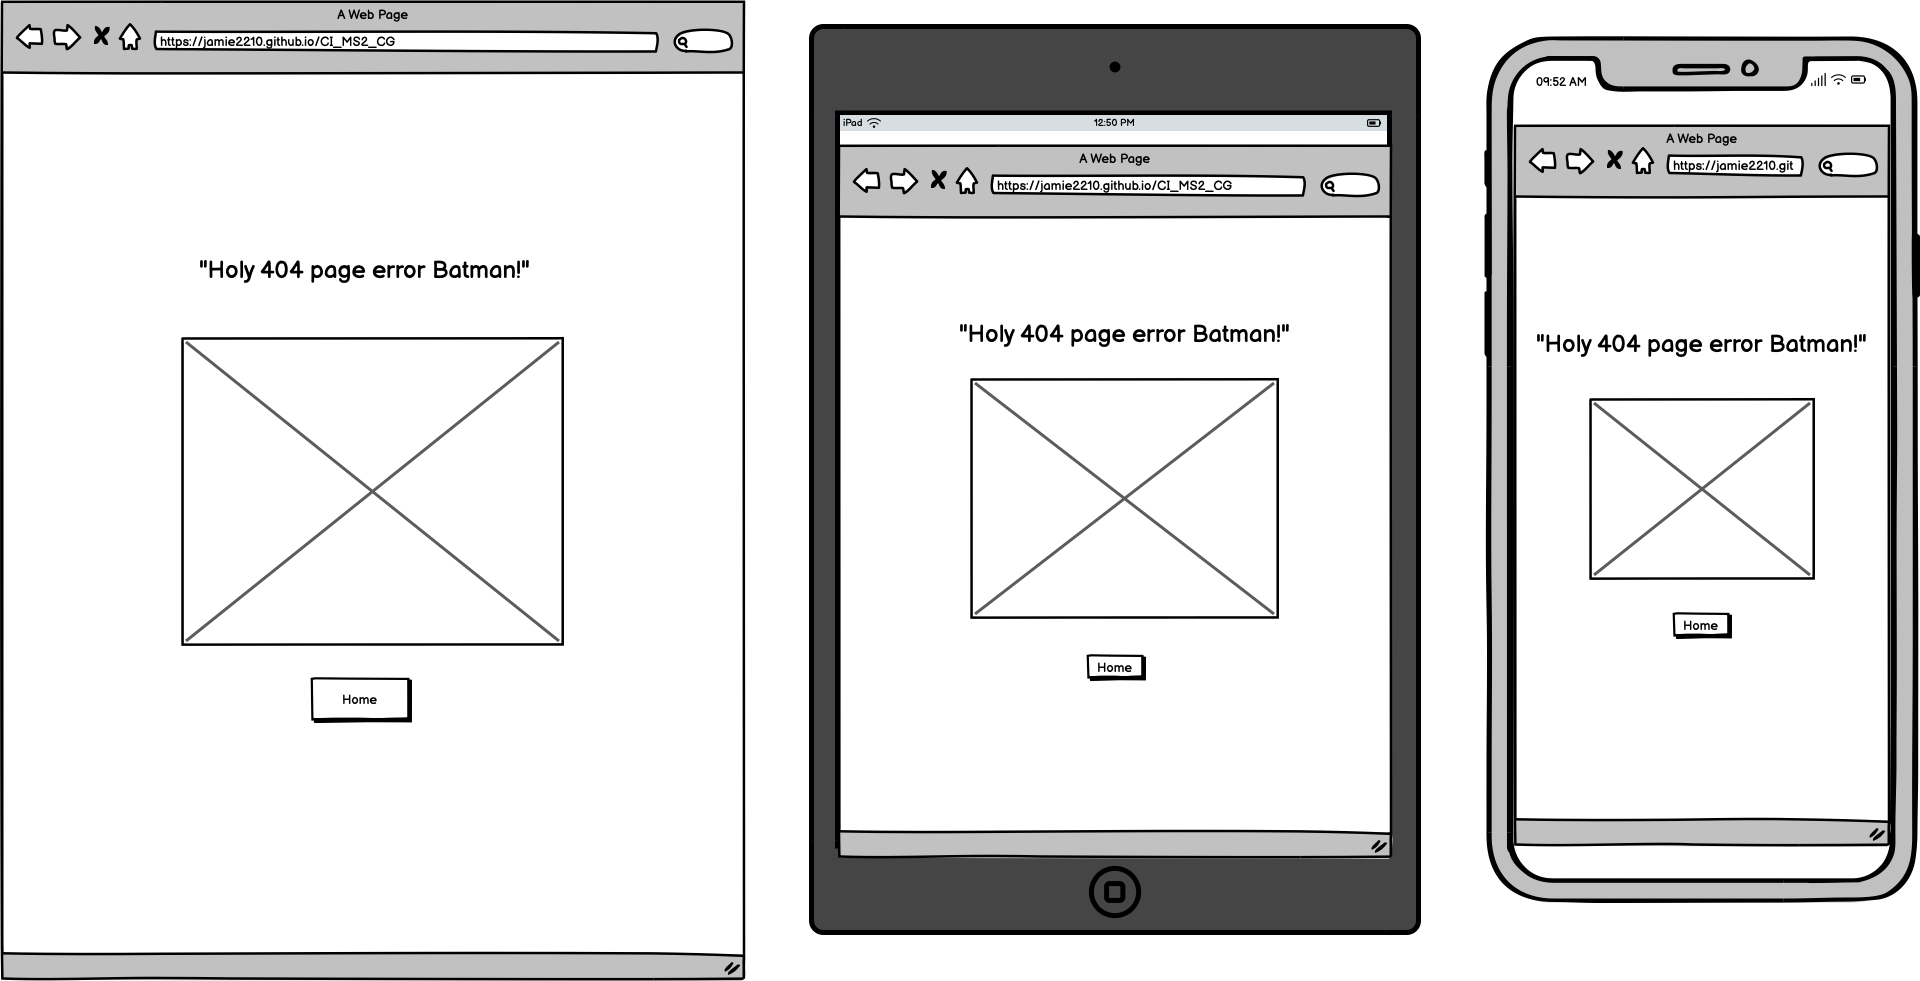 A Web Page
https://jamie2210.github.io/CI_MS2_CG
"Holy 404 page error Batman!"
Home
iPad
12:50 PM
A Web Page
https://jamie2210.github.io/CI_MS2_CG
"Holy 404 page error Batman!"
Home
09:52 AM
A Web Page
https://jamie2210.git
"Holy 404 page error Batman!"
Home